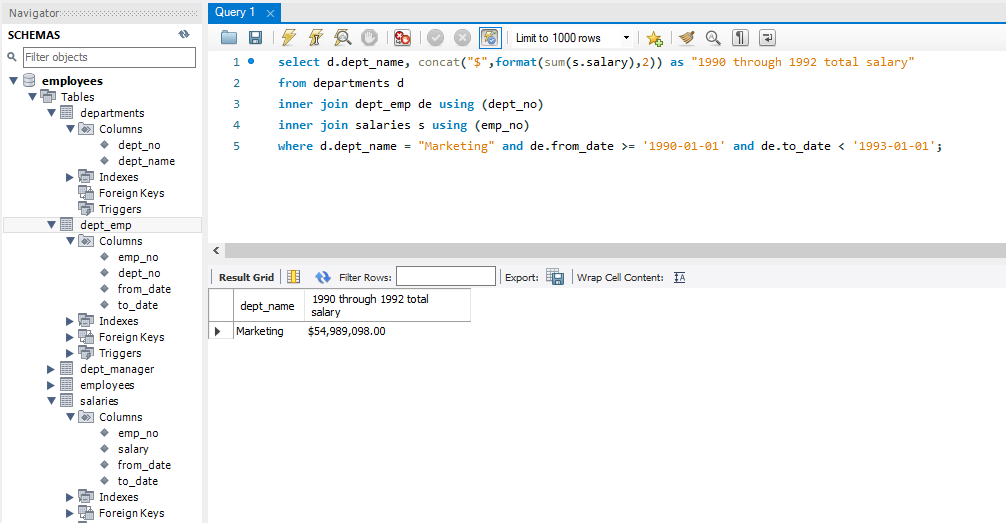 Navigator
SCHEMAS
Filter objects
employees
Tables
departments
Columns
dept_no
dept_name
Indexes
Foreign Keys
Triggers
dept_emp
Columns
emp_no
dept_no
from_date
to_date
Indexes
Foreign Keys
Triggers
dept_manager
employees
salaries
Columns
emp_no
salary
from_date
to_date
Indexes
Foreign Keys
Query 1
Limit to 1000 rows
1 select d.dept_name, concat("$",format(sum(s.salary),2)) as "1990 through 1992 total salary"
2 from departments d
3 inner join dept_emp de using (dept_no)
4 inner join salaries s using (emp_no)
5 where d.dept_name = "Marketing" and de.from_date >= '1990-01-01' and de.to_date < '1993-01-01';
Result Grid Filter Rows: Export: Wrap Cell Content: IA
dept_name 1990 through 1992 total
salary
Marketing $54,989,098.00